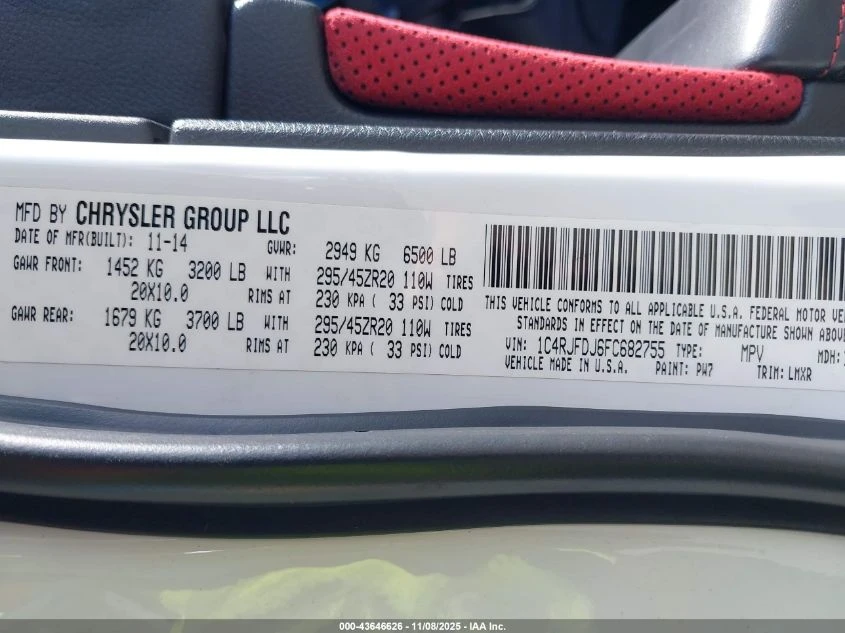 MFD BY CHRYSLER GROUP LLC
DATE OF MFR(BUILT): 11-14 GVWR: 2949 KG 6500 LB
GAWR FRONT: 1452 KG 3200 LB WITH 295/45ZR20 110W TIRES
20X10.0 RIMS AT 230 KPA ( 33 PSI) COLD
GAWR REAR: 1679 KG 3700 LB WITH 295/45ZR20 110W TIRES
20X10.0 RIMS AT 230 KPA ( 33 PSI) COLD
THIS VEHICLE CONFORMS TO ALL APPLICABLE U.S.A. FEDERAL MOTOR VE
STANDARDS IN EFFECT ON THE DATE OF MANUFACTURE SHOWN ABOV
VIN: 1C4RJFDJ6FC682755 TYPE: MPV MDH:
VEHICLE MADE IN U.S.A. PAINT: PW7 TRIM: LMXR
000-43646626 - 11/08/2025 - IAA Inc.